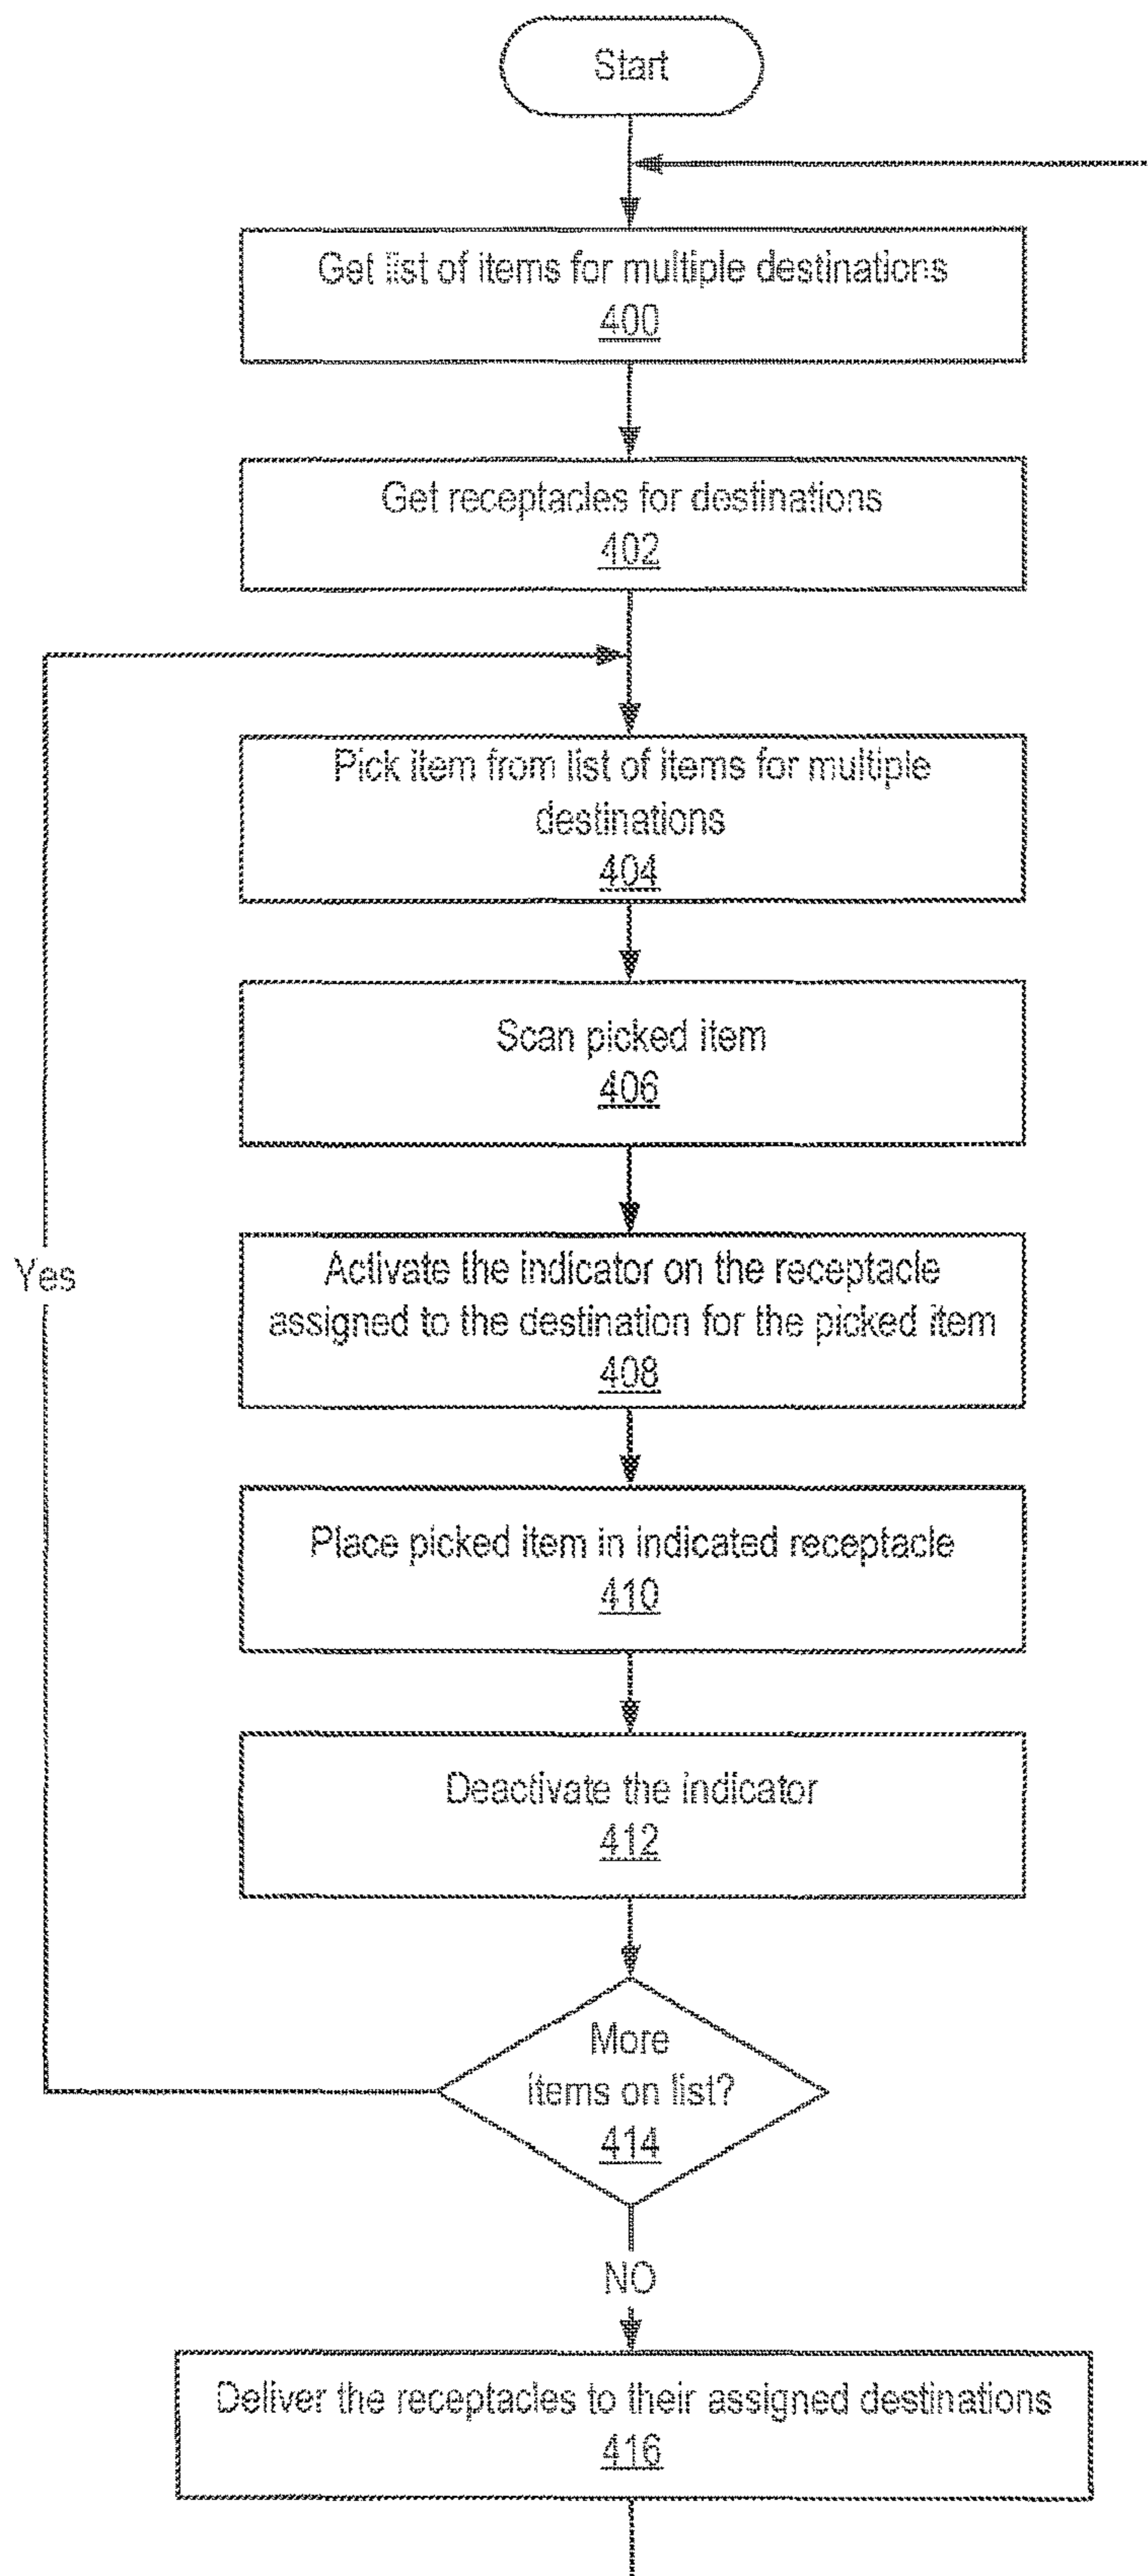 Start
Get list of items for multiple destinations
400
Get receptacles for destinations
402
Pick item from list of items for multiple
destinations
404
Scan picked item
406
Activate the indicator on the receptacle
assigned to the destination for the picked item
408
Yes
Place picked item in indicated receptacle
410
Deactivate the indicator
412
More
items on list?
414
NO
Deliver the receptacles to their assigned destinations
416